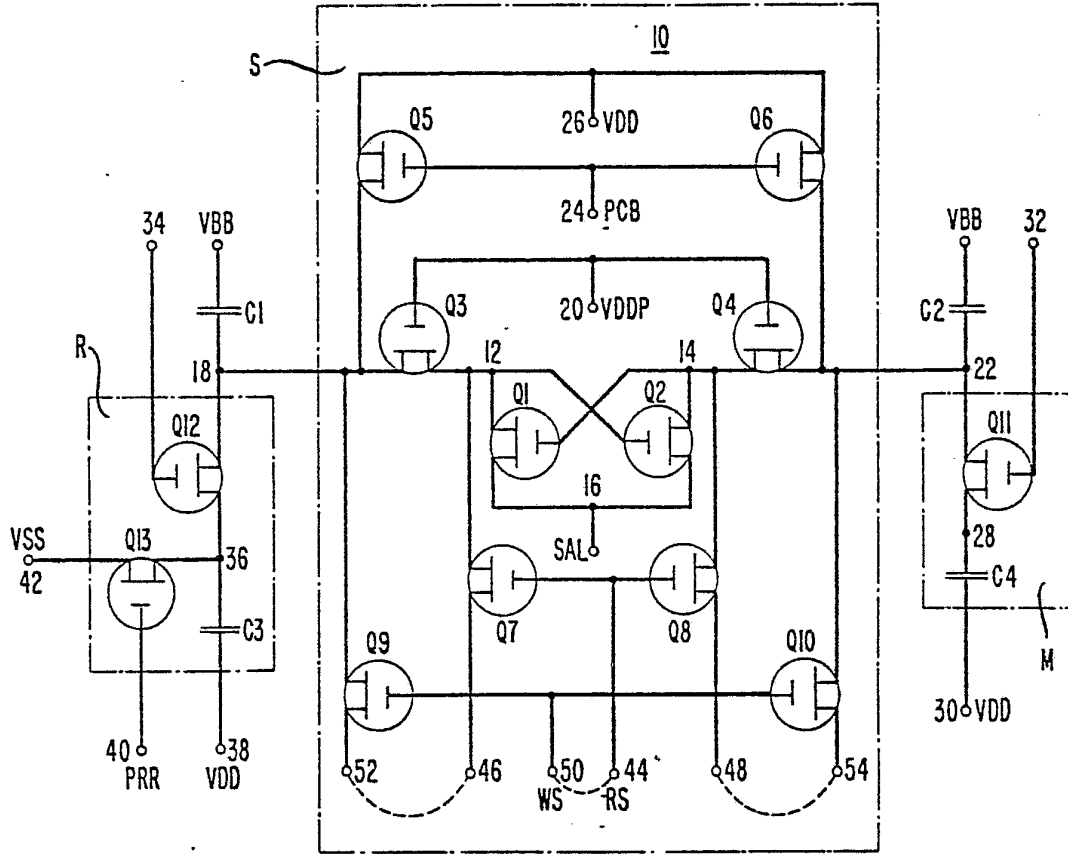 10
S
Q5
26 VDD
Q6
24 PCB
34
VBB
VBB
32
C1
Q3
20 VDDP
Q4
C2
R
18
12
14
22
Q12
Q1
Q2
Q11
16
VSS
42
Q13
36
SAL
28
C3
Q7
Q8
C4
Q9
Q10
M
40
PRR
38
VDD
30 VDD
52
46
50
44
48
54
WS
RS